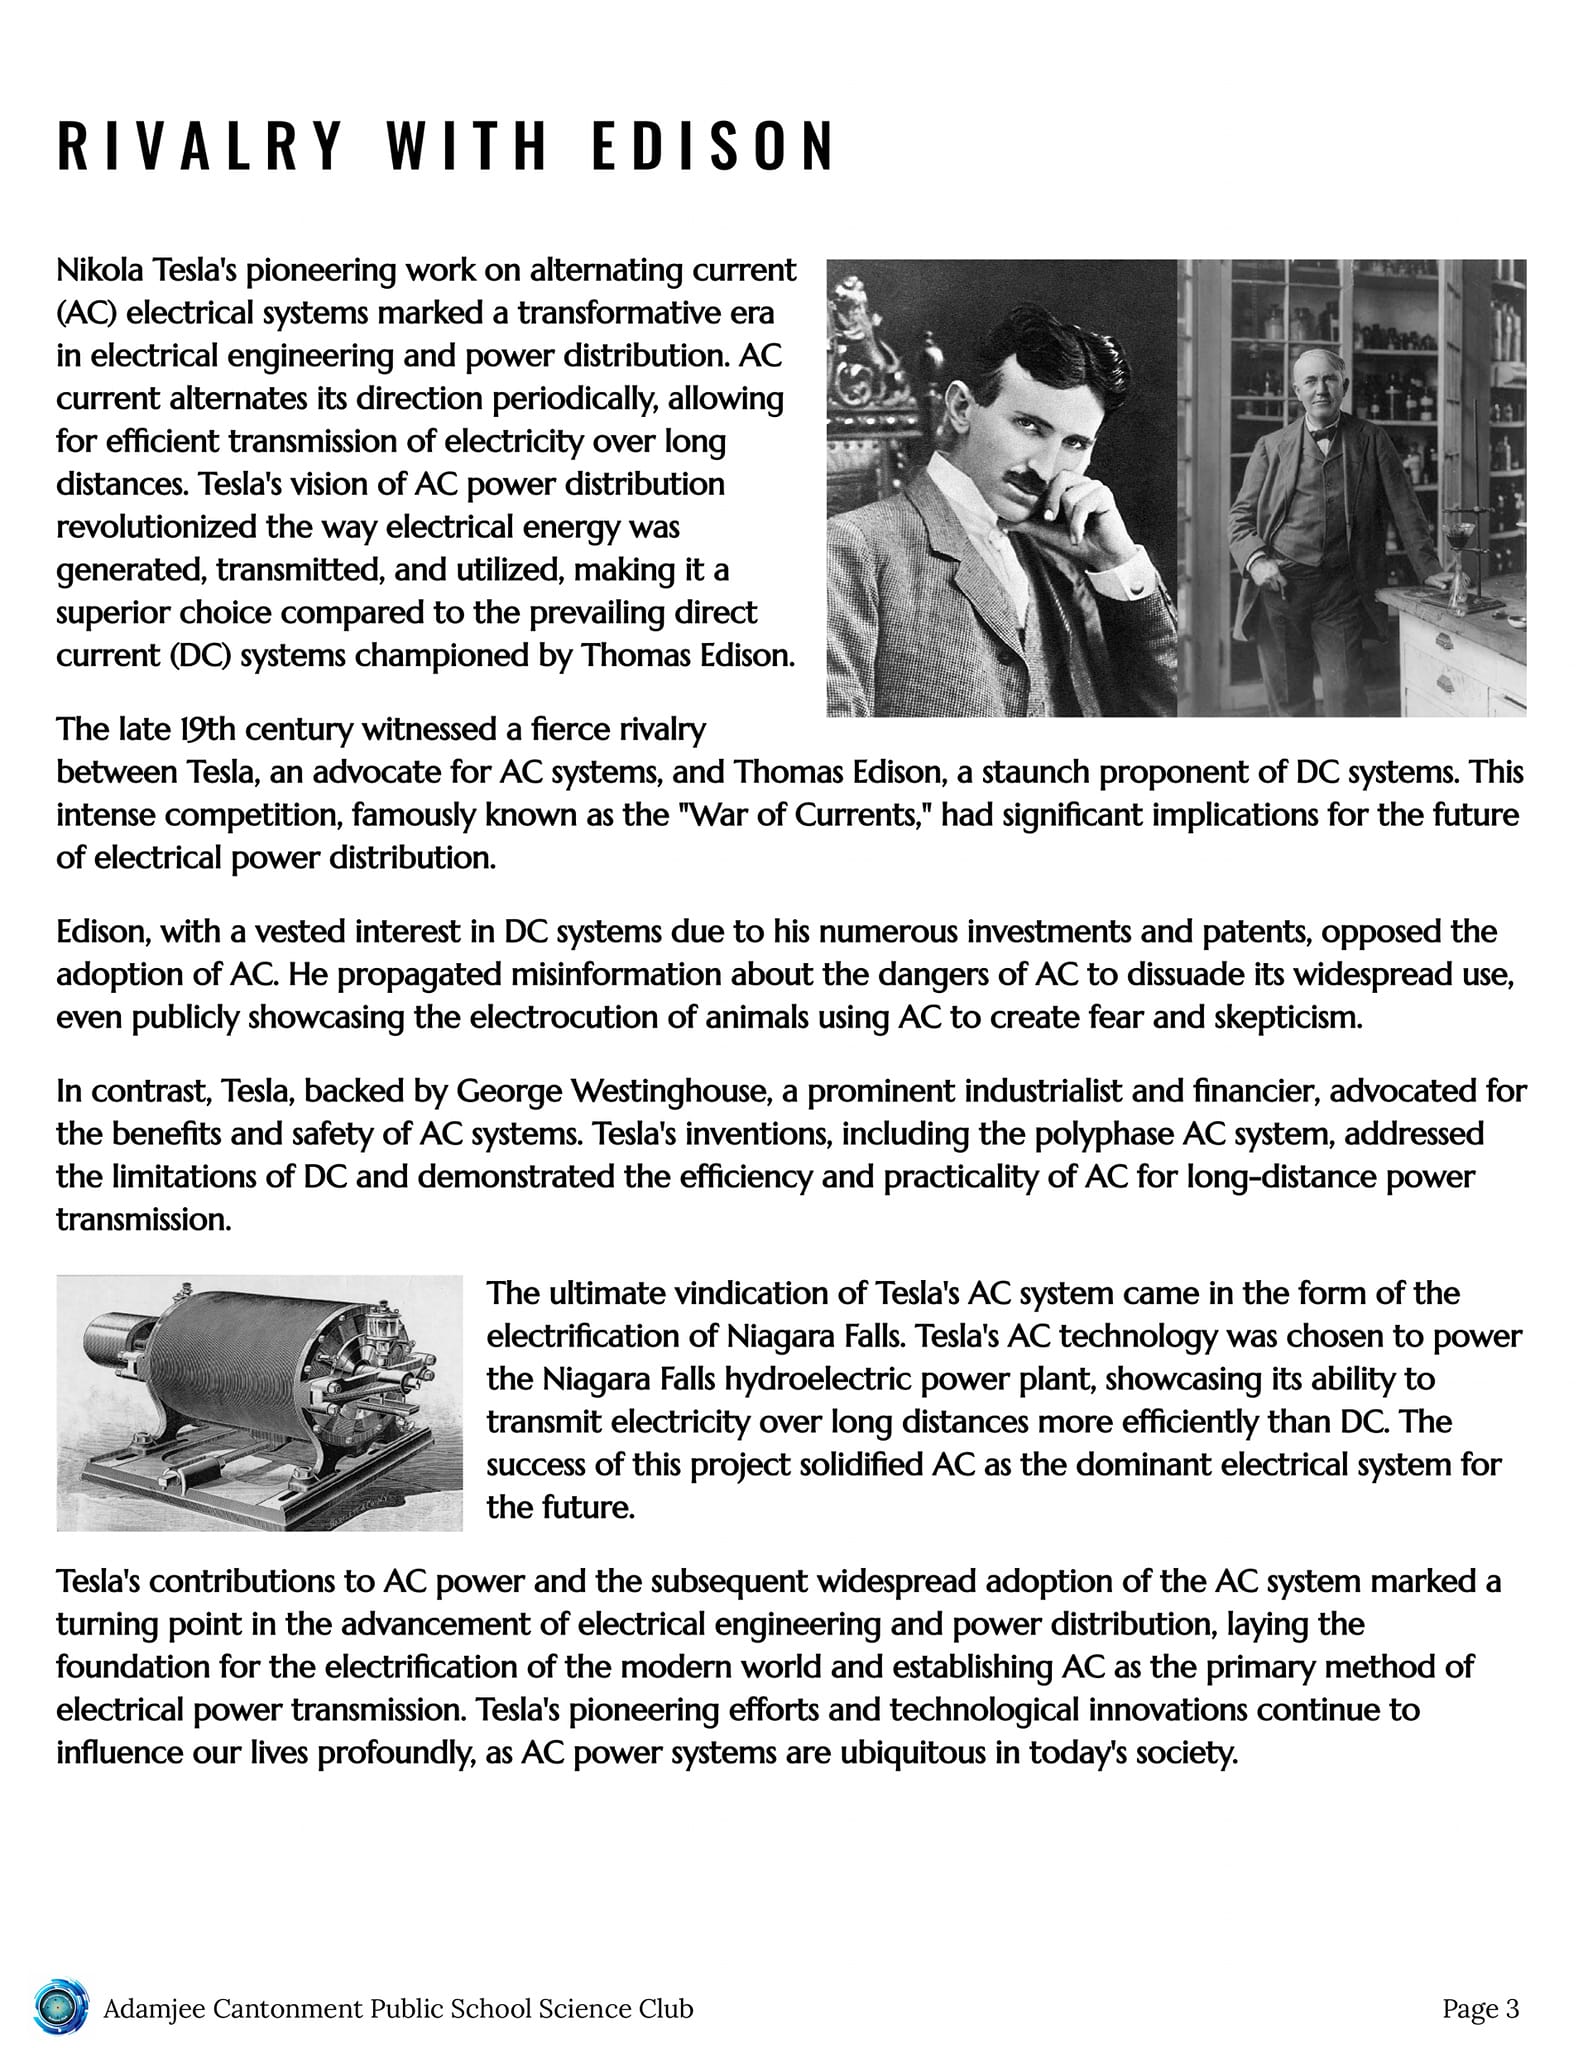 RIVALRY WITH EDISON
Nikola Tesla's pioneering work on alternating current
(AC) electrical systems marked a transformative era
in electrical engineering and power distribution. AC
current alternates its direction periodically, allowing
for efficient transmission of electricity over long
distances. Tesla's vision of AC power distribution
revolutionized the way electrical energy was
generated, transmitted, and utilized, making it a
superior choice compared to the prevailing direct
current (DC) systems championed by Thomas Edison.
The late 19th century witnessed a fierce rivalry
between Tesla, an advocate for AC systems, and Thomas Edison, a staunch proponent of DC systems. This
intense competition, famously known as the "War of Currents," had significant implications for the future
of electrical power distribution.
Edison, with a vested interest in DC systems due to his numerous investments and patents, opposed the
adoption of AC. He propagated misinformation about the dangers of AC to dissuade its widespread use,
even publicly showcasing the electrocution of animals using AC to create fear and skepticism.
In contrast, Tesla, backed by George Westinghouse, a prominent industrialist and financier, advocated for
the benefits and safety of AC systems. Tesla's inventions, including the polyphase AC system, addressed
the limitations of DC and demonstrated the efficiency and practicality of AC for long-distance power
transmission.
The ultimate vindication of Tesla's AC system came in the form of the
electrification of Niagara Falls. Tesla's AC technology was chosen to power
the Niagara Falls hydroelectric power plant, showcasing its ability to
transmit electricity over long distances more efficiently than DC. The
success of this project solidified AC as the dominant electrical system for
the future.
Tesla's contributions to AC power and the subsequent widespread adoption of the AC system marked a
turning point in the advancement of electrical engineering and power distribution, laying the
foundation for the electrification of the modern world and establishing AC as the primary method of
electrical power transmission. Tesla's pioneering efforts and technological innovations continue to
influence our lives profoundly, as AC power systems are ubiquitous in today's society.
Adamjee Cantonment Public School Science Club
Page 3